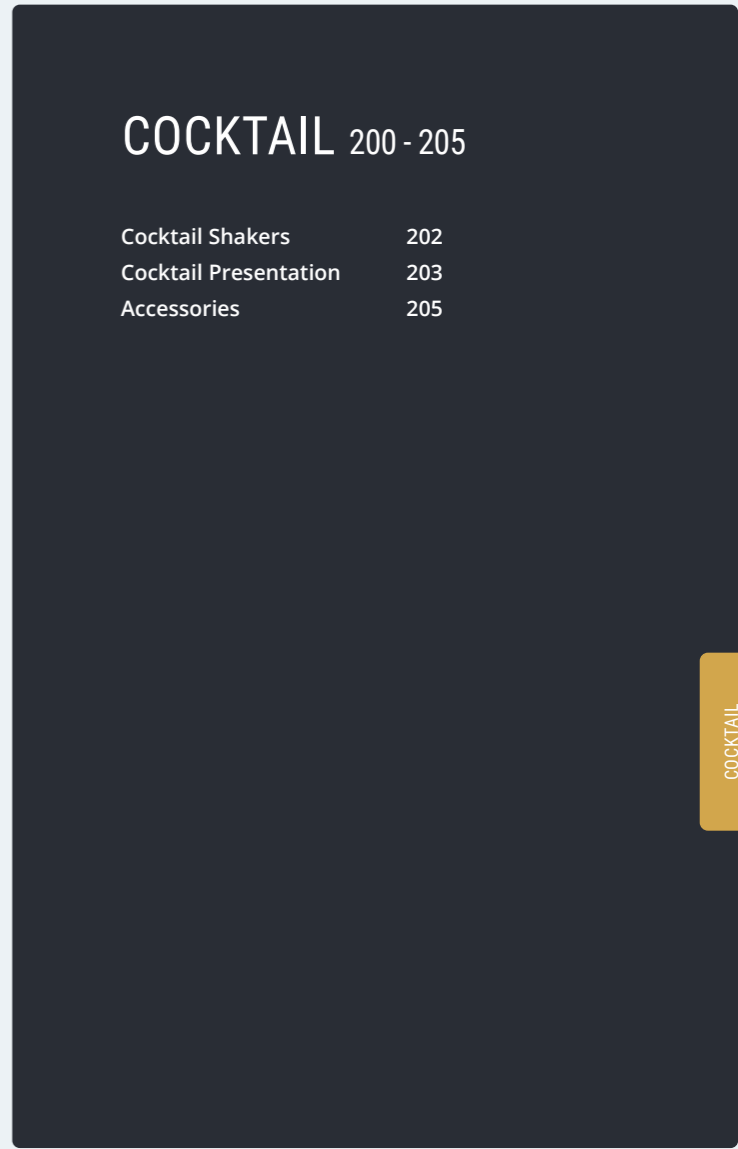 COCKTAIL 200 - 205
Cocktail Shakers 202
Cocktail Presentation 203
Accessories 205
COCKTAIL